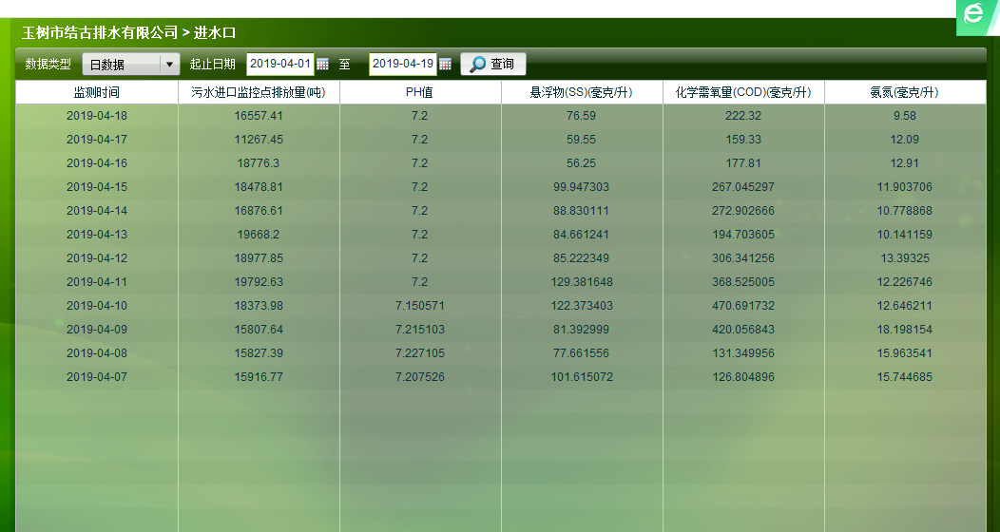 玉树市结古排水有限公司 > 进水口
数据类型 日数据 起止日期 2019-04-01 至 2019-04-19 查询
监测时间 污水进口监控点排放量(吨) PH值 悬浮物(SS)(毫克/升) 化学需氧量(COD)(毫克/升) 氨氮(毫克/升)
2019-04-18 16557.41 7.2 76.59 222.32 9.58
2019-04-17 11267.45 7.2 59.55 159.33 12.09
2019-04-16 18776.3 7.2 56.25 177.81 12.91
2019-04-15 18478.81 7.2 99.947303 267.045297 11.903706
2019-04-14 16876.61 7.2 88.830111 272.902666 10.778868
2019-04-13 19668.2 7.2 84.661241 194.703605 10.141159
2019-04-12 18977.85 7.2 85.222349 306.341256 13.39325
2019-04-11 19792.63 7.2 129.381648 368.525005 12.226746
2019-04-10 18373.98 7.150571 122.373403 470.691732 12.646211
2019-04-09 15807.64 7.215103 81.392999 420.056843 18.198154
2019-04-08 15827.39 7.227105 77.661556 131.349956 15.963541
2019-04-07 15916.77 7.207526 101.615072 126.804896 15.744685